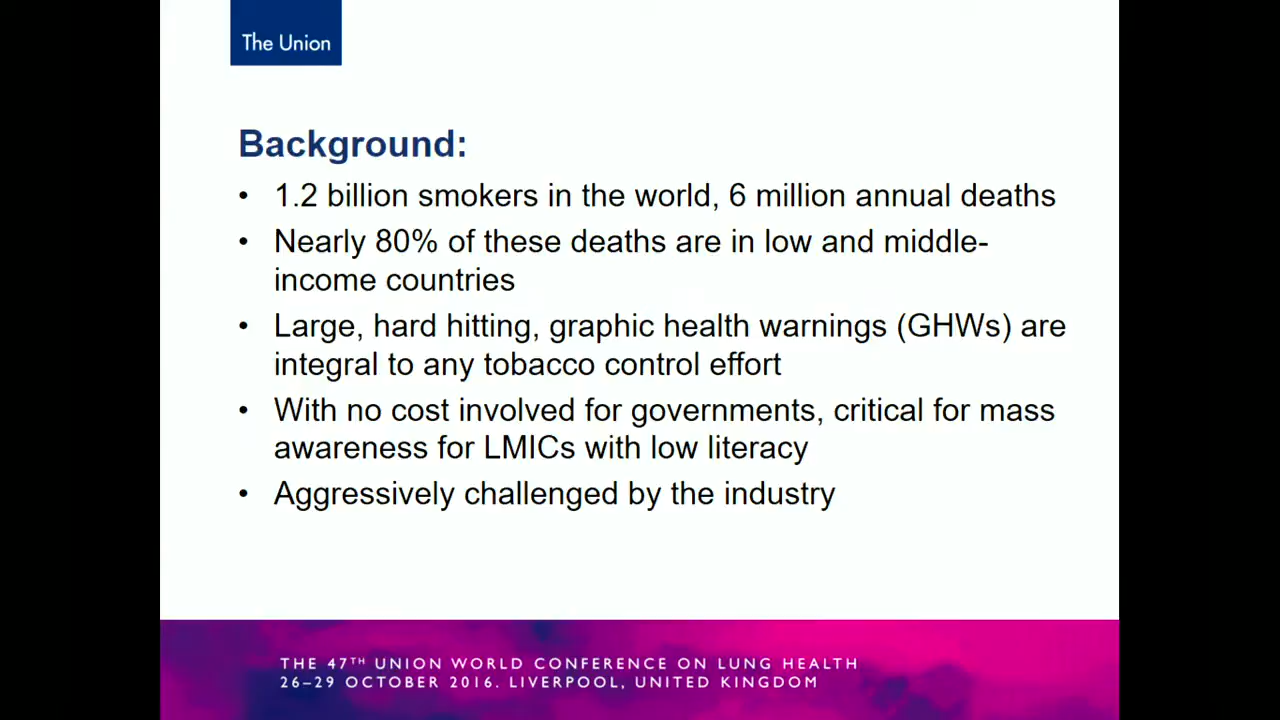 The Union
Background:
• 1.2 billion smokers in the world, 6 million annual deaths
• Nearly 80% of these deaths are in low and middle-
income countries
• Large, hard hitting, graphic health warnings (GHWs) are
integral to any tobacco control effort
• With no cost involved for governments, critical for mass
awareness for LMICs with low literacy
• Aggressively challenged by the industry
THE 47TH UNION WORLD CONFERENCE ON LUNG HEALTH
26–29 OCTOBER 2016. LIVERPOOL, UNITED KINGDOM